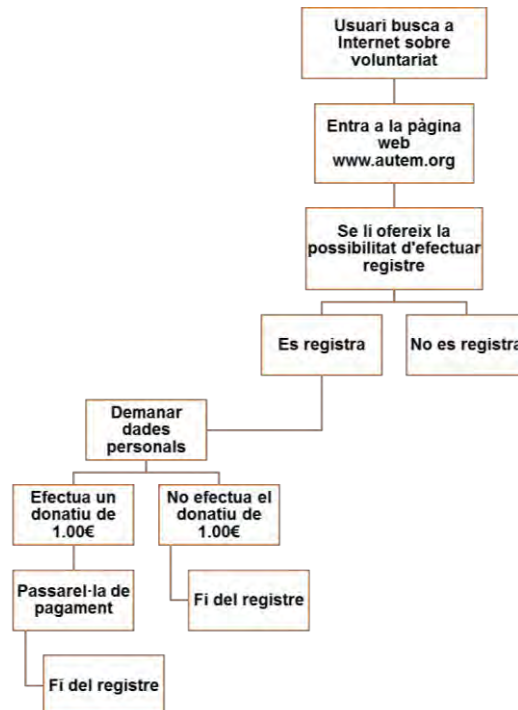 Usuari busca a
Internet sobre
voluntariat
Entra a la pàgina
web
www.autem.org
Se li ofereix la
possibilitat d'efectuar
registre
Es registra
No es registra
Demanar
dades
personals
Efectua un
donatiu de
1.00€
No efectua el
donatiu de
1.00€
Passarel·la de
pagament
Fi del registre
Fi del registre